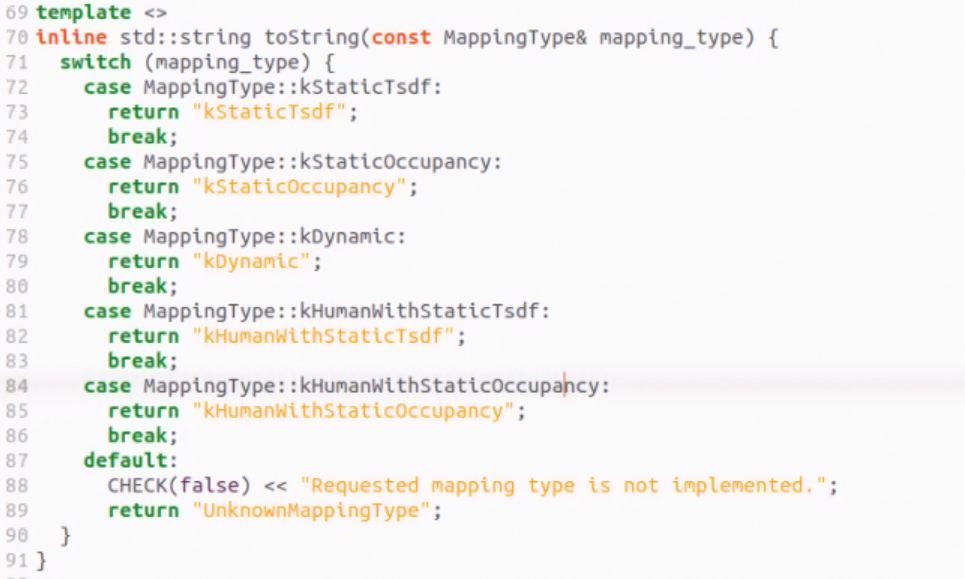 69 template <>
70 inline std::string toString(const MappingType& mapping_type) {
71   switch (mapping_type) {
72     case MappingType::kStaticTsdf:
73       return "kStaticTsdf";
74       break;
75     case MappingType::kStaticOccupancy:
76       return "kStaticOccupancy";
77       break;
78     case MappingType::kDynamic:
79       return "kDynamic";
80       break;
81     case MappingType::kHumanWithStaticTsdf:
82       return "kHumanWithStaticTsdf";
83       break;
84     case MappingType::kHumanWithStaticOccupancy:
85       return "kHumanWithStaticOccupancy";
86       break;
87     default:
88       CHECK(false) << "Requested mapping type is not implemented.";
89       return "UnknownMappingType";
90   }
91 }